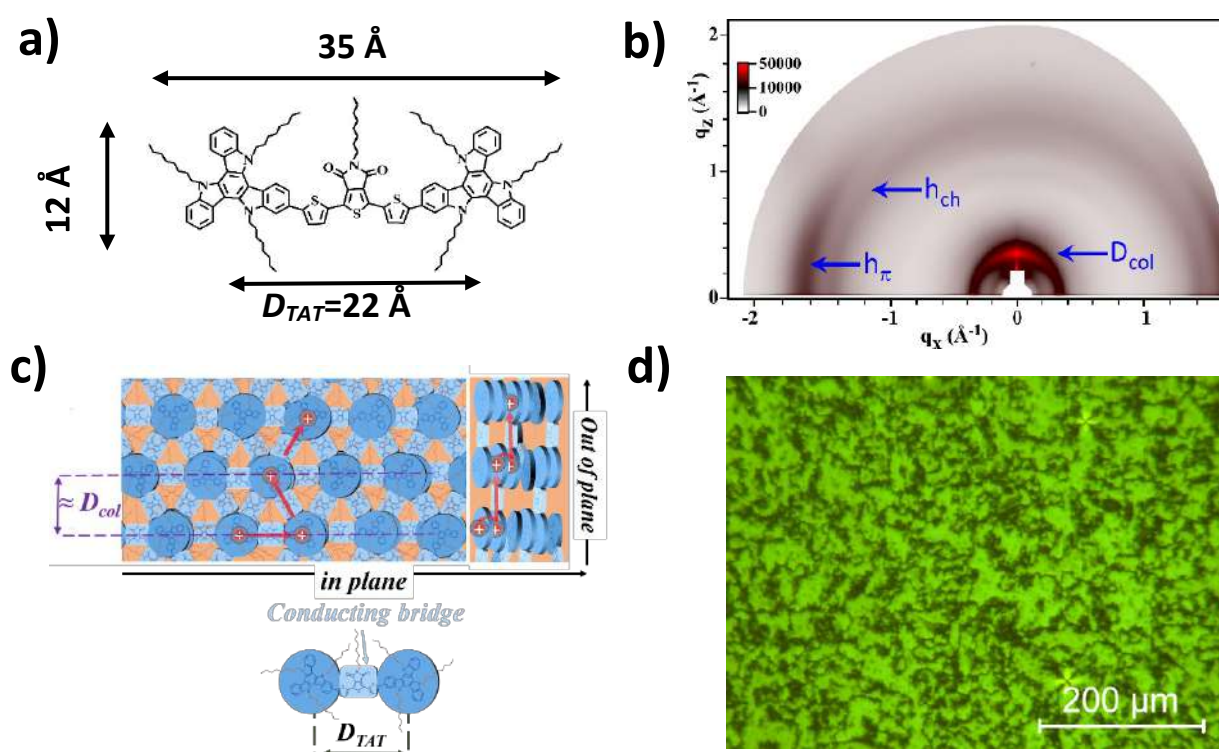 a)
35 Å
12 Å
N
N
N
O
N
O
S
S
S
N
N
N
D_TAT=22 Å
b)
50000
10000
0
2
1
0
q_Z (Å⁻¹)
h_ch
h_π
D_col
-2
-1
0
1
q_X (Å⁻¹)
c)
≈ D_col
+
+
+
+
+
+
+
+
+
Out of plane
in plane
Conducting bridge
D_TAT
d)
200 µm